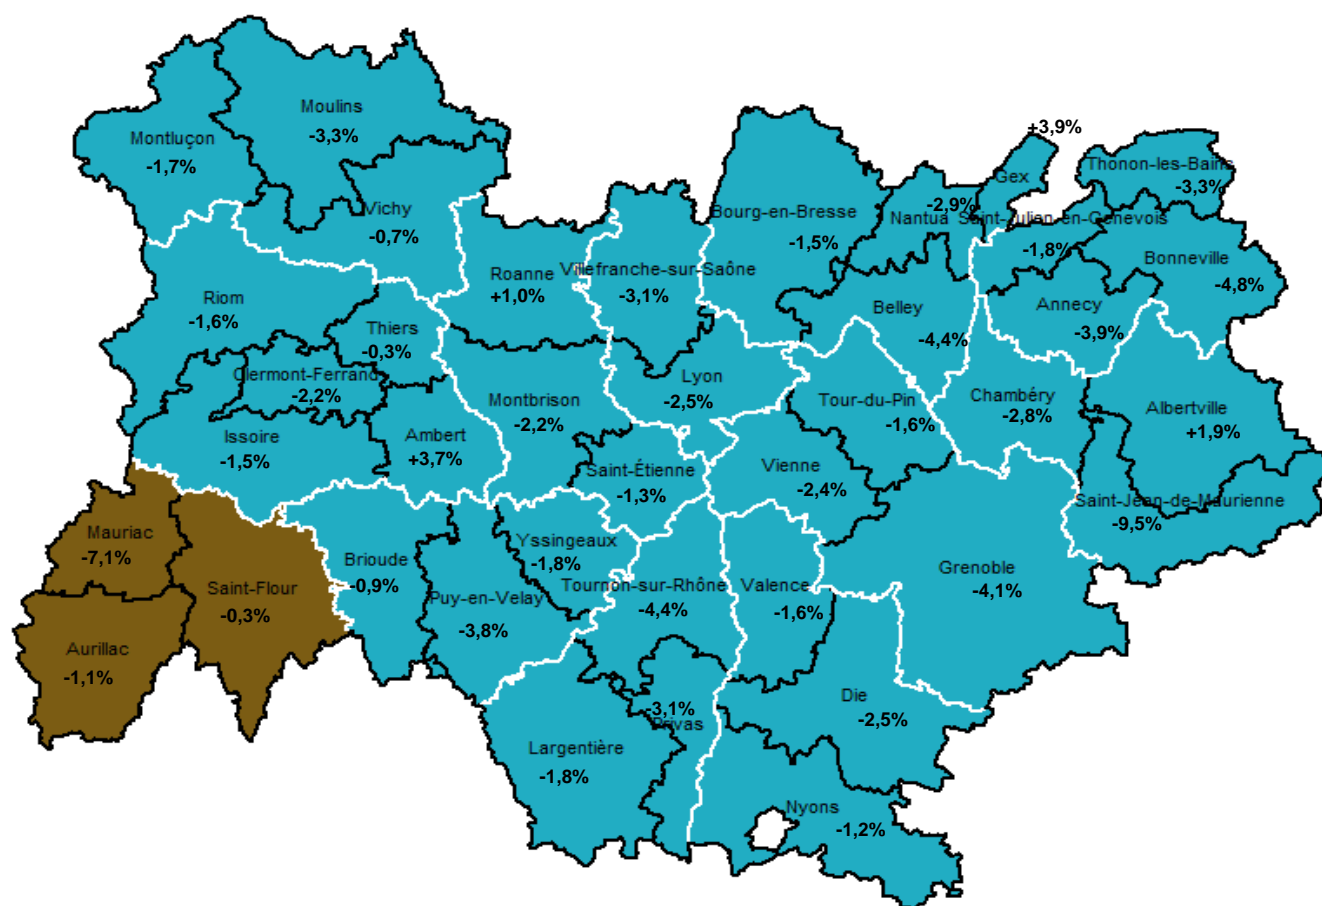 Moulins
-3,3%
Montluçon
-1,7%
Vichy
-0,7%
Bourg-en-Bresse
-1,5%
+3,9%
Gex
Nantua
-2,9%
Thonon-les-Bains
-3,3%
Saint-Julien-en-Genevois
-1,8%
Bonneville
-4,8%
Roanne
+1,0%
Villefranche-sur-Saône
-3,1%
Riom
-1,6%
Thiers
-0,3%
Belley
-4,4%
Annecy
-3,9%
Clermont-Ferrand
-2,2%
Lyon
-2,5%
Montbrison
-2,2%
Tour-du-Pin
-1,6%
Chambéry
-2,8%
Albertville
+1,9%
Issoire
-1,5%
Ambert
+3,7%
Saint-Étienne
-1,3%
Vienne
-2,4%
Saint-Jean-de-Maurienne
-9,5%
Mauriac
-7,1%
Saint-Flour
-0,3%
Brioude
-0,9%
Yssingeaux
-1,8%
Puy-en-Velay
-3,8%
Tournon-sur-Rhône
-4,4%
Valence
-1,6%
Grenoble
-4,1%
Aurillac
-1,1%
Die
-2,5%
-3,1%
Privas
Largentière
-1,8%
Nyons
-1,2%